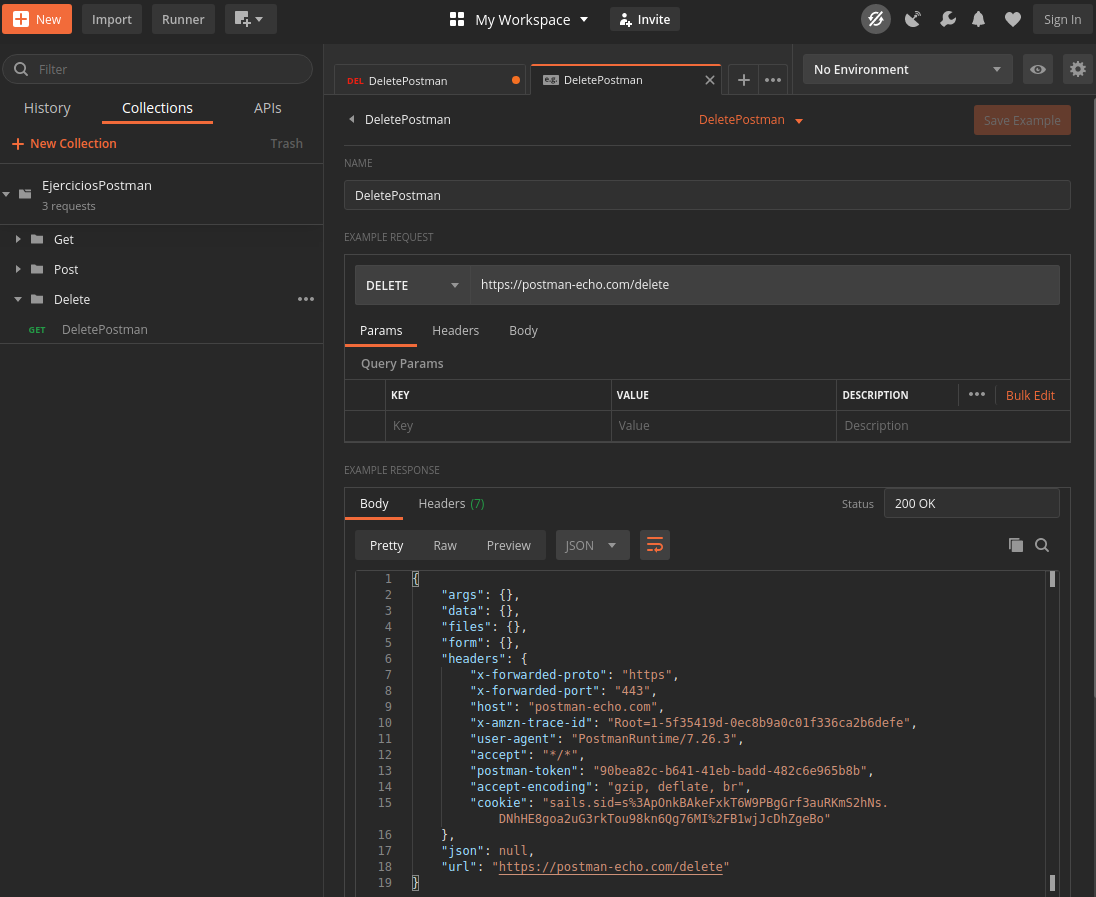 New
Import
Runner
My Workspace
Invite
Sign In
Filter
History
Collections
APIs
New Collection
Trash
EjerciciosPostman
3 requests
Get
Post
Delete
GET DeletePostman
DEL DeletePostman
e.g. DeletePostman
No Environment
DeletePostman
DeletePostman
Save Example
NAME
DeletePostman
EXAMPLE REQUEST
DELETE https://postman-echo.com/delete
Params Headers Body
Query Params
KEY VALUE DESCRIPTION Bulk Edit
Key Value Description
EXAMPLE RESPONSE
Body Headers (7) Status 200 OK
Pretty Raw Preview JSON
1 {
2 "args": {},
3 "data": {},
4 "files": {},
5 "form": {},
6 "headers": {
7 "x-forwarded-proto": "https",
8 "x-forwarded-port": "443",
9 "host": "postman-echo.com",
10 "x-amzn-trace-id": "Root=1-5f35419d-0ec8b9a0c01f336ca2b6defe",
11 "user-agent": "PostmanRuntime/7.26.3",
12 "accept": "*/*",
13 "postman-token": "90bea82c-b641-41eb-badd-482c6e965b8b",
14 "accept-encoding": "gzip, deflate, br",
15 "cookie": "sails.sid=s%3ApOnkBAkeFxkT6W9PBgGrf3auRKmS2hNs.
DNhHE8goa2uG3rkTou98kn6Qg76MI%2FB1wjJcDhZgeBo"
16 },
17 "json": null,
18 "url": "https://postman-echo.com/delete"
19 }